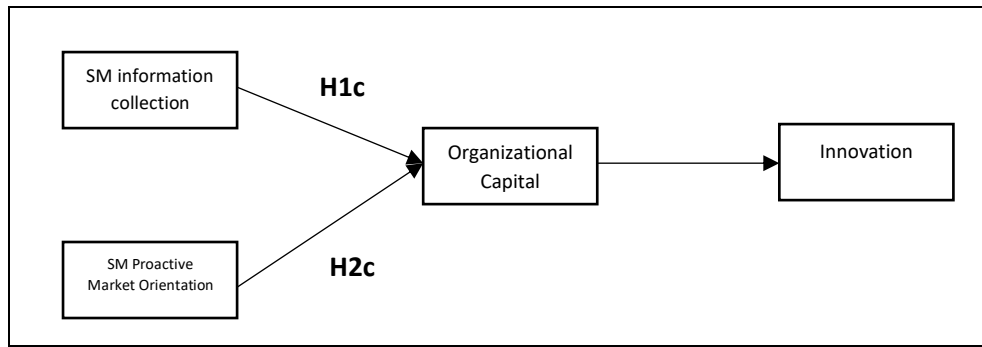 SM information
collection
H1c
Organizational
Capital
Innovation
SM Proactive
Market Orientation
H2c